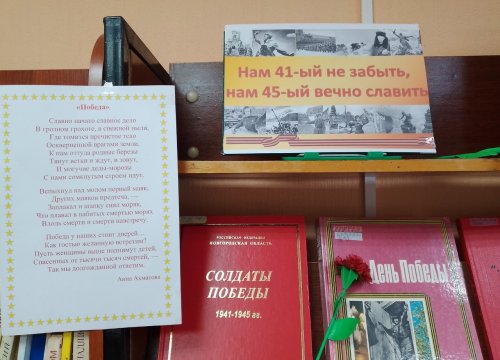 «Победа»
Славно начато славное дело
В грозном грохоте, в снежной пыли,
Где томится пречистое тело
Оскверненной врагами земли.
К нам оттуда родные березы
Тянут ветки и ждут, и зовут,
И могучие деды-морозы
С нами сомкнутым строем идут.
Вспыхнул над молом первый маяк,
Других маяков предтеча, —
Заплакал и шапку снял моряк,
Что плавал в набитых смертью морях
Вдоль смерти и смерти навстречу.
Победа у наших стоит дверей...
Как гостью желанную встретим?
Пусть женщины выше поднимут детей,
Спасенных от тысячи тысяч смертей, —
Так мы долгожданной ответим.
Анна Ахматова
Нам 41-ый не забыть,
нам 45-ый вечно славить
РОССИЙСКАЯ ФЕДЕРАЦИЯ
НОВГОРОДСКАЯ ОБЛАСТЬ
СОЛДАТЫ
ПОБЕДЫ
1941-1945 гг.
День Победы